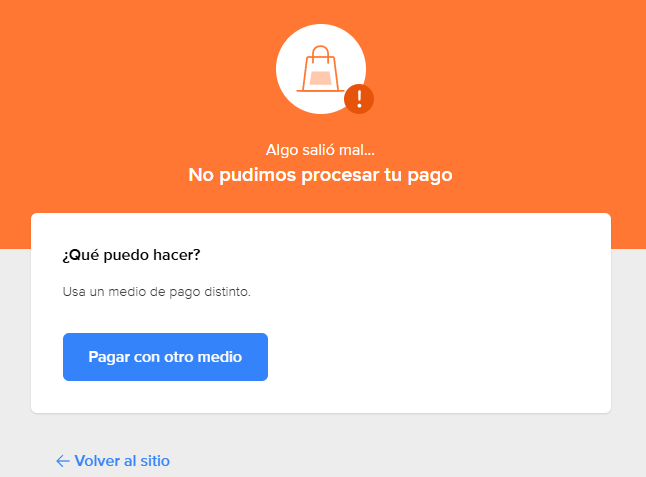 !
Algo salió mal...
No pudimos procesar tu pago
¿Qué puedo hacer?
Usa un medio de pago distinto.
Pagar con otro medio
← Volver al sitio